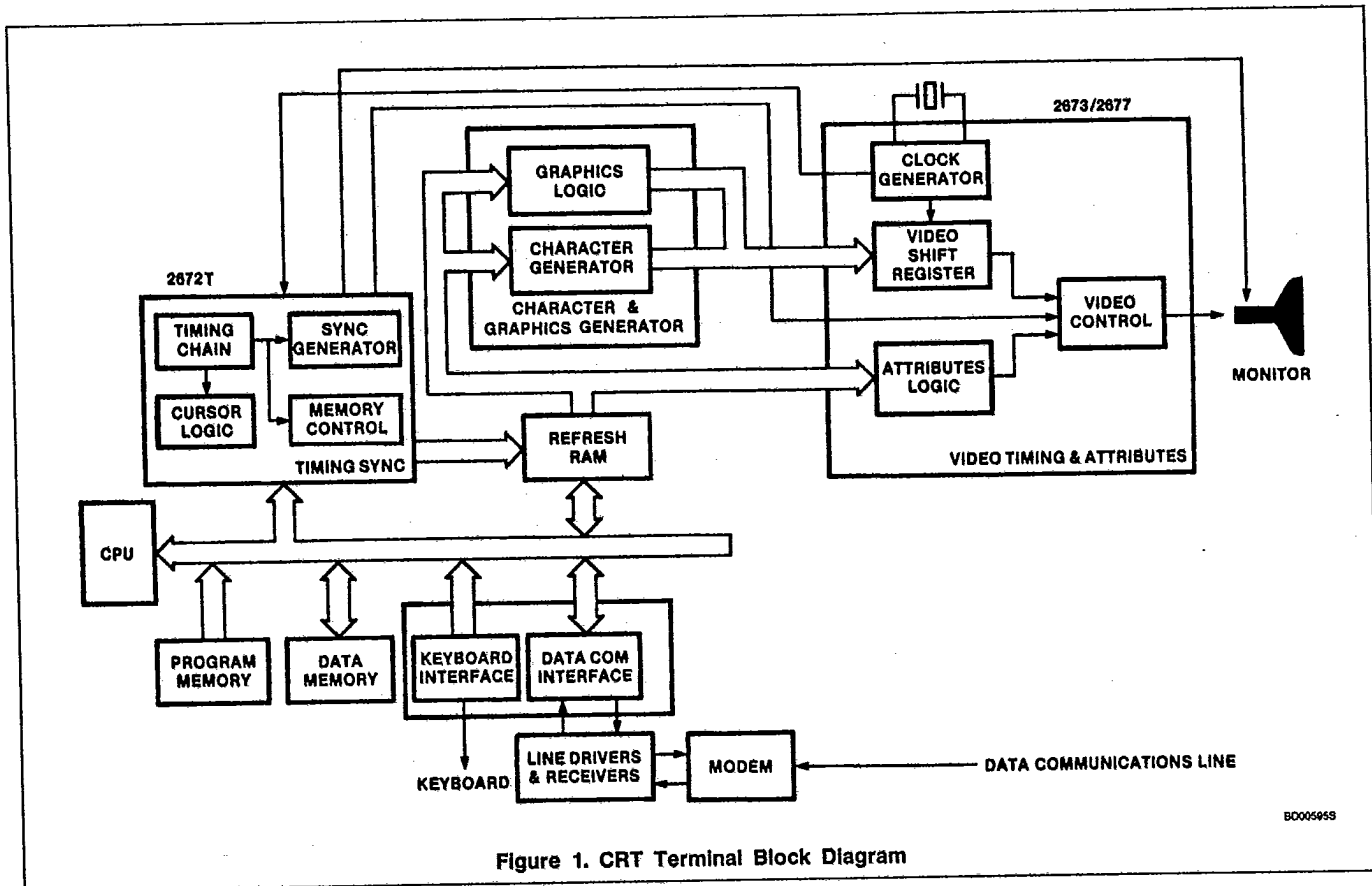 2673/2677
CLOCK
GENERATOR
GRAPHICS
LOGIC
CHARACTER
GENERATOR
CHARACTER &
GRAPHICS GENERATOR
VIDEO
SHIFT
REGISTER
VIDEO
CONTROL
ATTRIBUTES
LOGIC
VIDEO TIMING & ATTRIBUTES
MONITOR
2672T
TIMING
CHAIN
SYNC
GENERATOR
CURSOR
LOGIC
MEMORY
CONTROL
TIMING SYNC
REFRESH
RAM
CPU
PROGRAM
MEMORY
DATA
MEMORY
KEYBOARD
INTERFACE
DATA COM
INTERFACE
KEYBOARD
LINE DRIVERS
& RECEIVERS
MODEM
DATA COMMUNICATIONS LINE
BD00595S
Figure 1. CRT Terminal Block Diagram